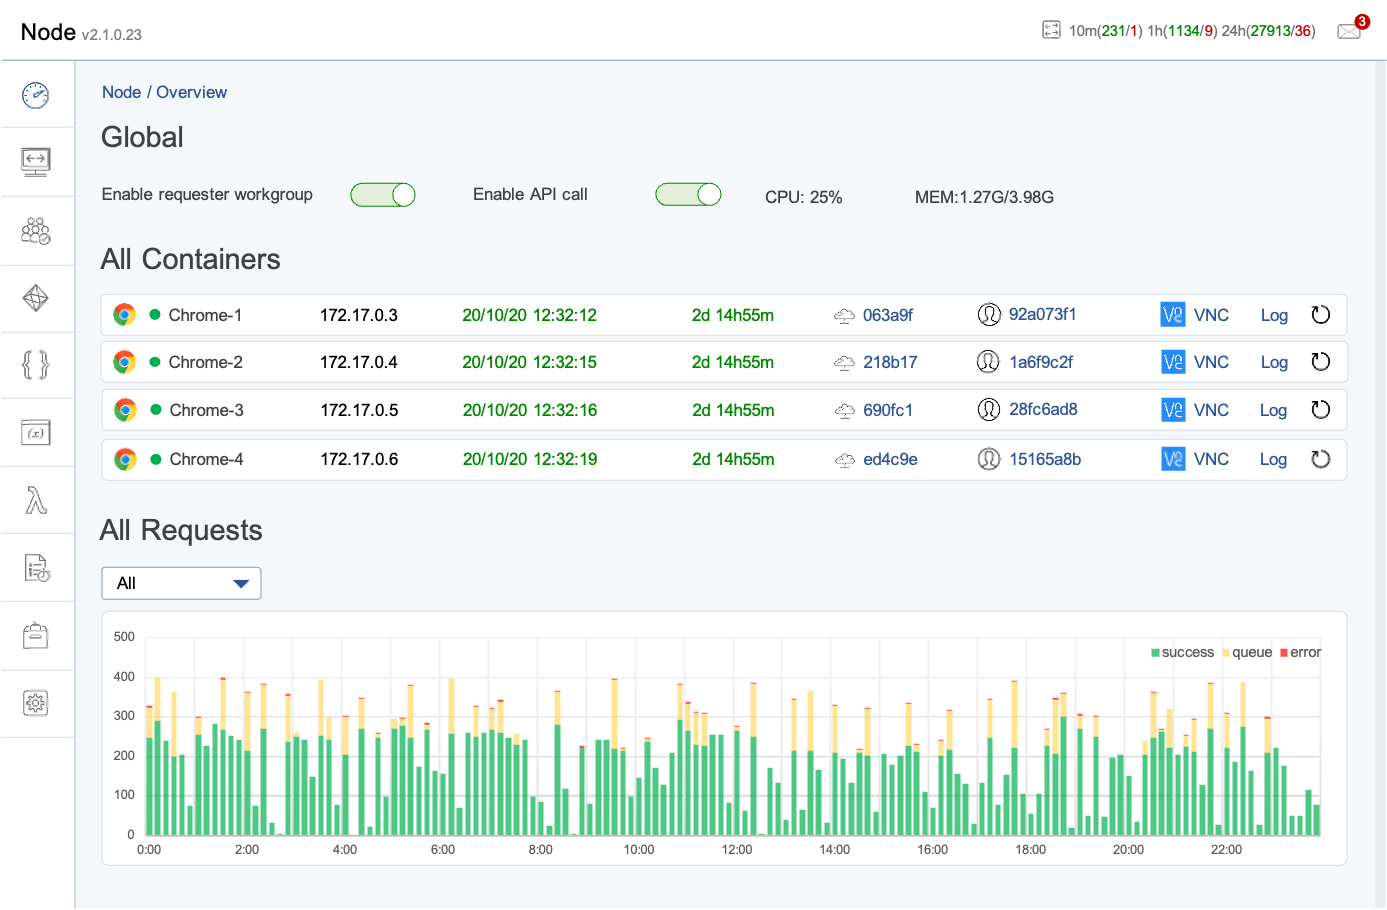 Node v2.1.0.23
10m(231/1) 1h(1134/9) 24h(27913/36)
3
Node / Overview
Global
Enable requester workgroup
Enable API call
CPU: 25%
MEM:1.27G/3.98G
All Containers
Chrome-1 172.17.0.3 20/10/20 12:32:12 2d 14h55m 063a9f 92a073f1 VNC Log
Chrome-2 172.17.0.4 20/10/20 12:32:15 2d 14h55m 218b17 1a6f9c2f VNC Log
Chrome-3 172.17.0.5 20/10/20 12:32:16 2d 14h55m 690fc1 28fc6ad8 VNC Log
Chrome-4 172.17.0.6 20/10/20 12:32:19 2d 14h55m ed4c9e 15165a8b VNC Log
All Requests
All
success queue error
500
400
300
200
100
0
0:00 2:00 4:00 6:00 8:00 10:00 12:00 14:00 16:00 18:00 20:00 22:00